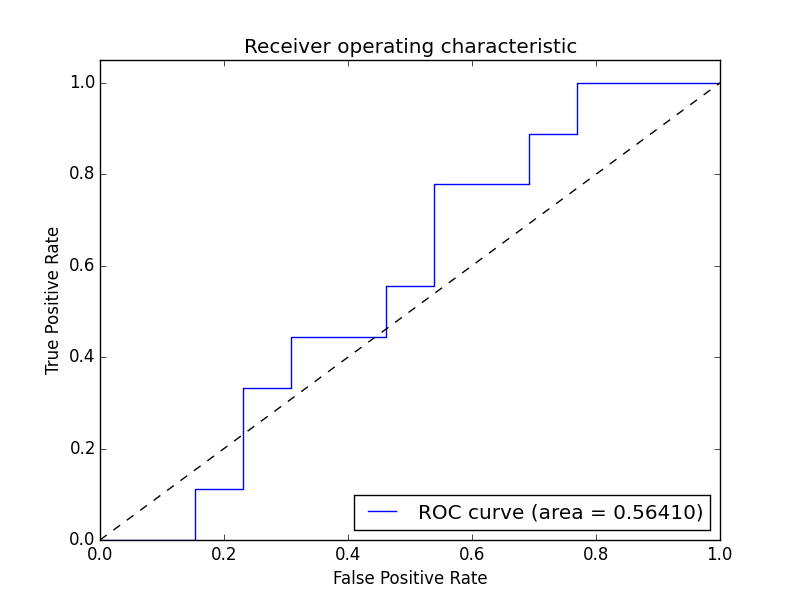 Receiver operating characteristic
1.0
0.8
0.6
0.4
0.2
0.0
True Positive Rate
ROC curve (area = 0.56410)
0.0 0.2 0.4 0.6 0.8 1.0
False Positive Rate